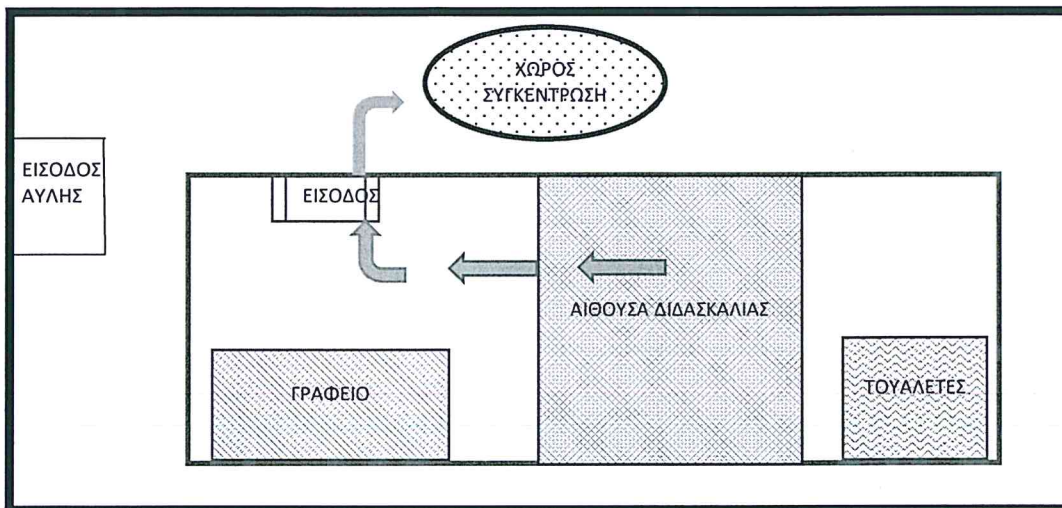 ΧΩΡΟΣ
ΣΥΓΚΕΝΤΡΩΣΗ
ΕΙΣΟΔΟΣ
ΑΥΛΗΣ
ΕΙΣΟΔΟΣ
ΑΙΘΟΥΣΑ ΔΙΔΑΣΚΑΛΙΑΣ
ΓΡΑΦΕΙΟ
ΤΟΥΑΛΕΤΕΣ